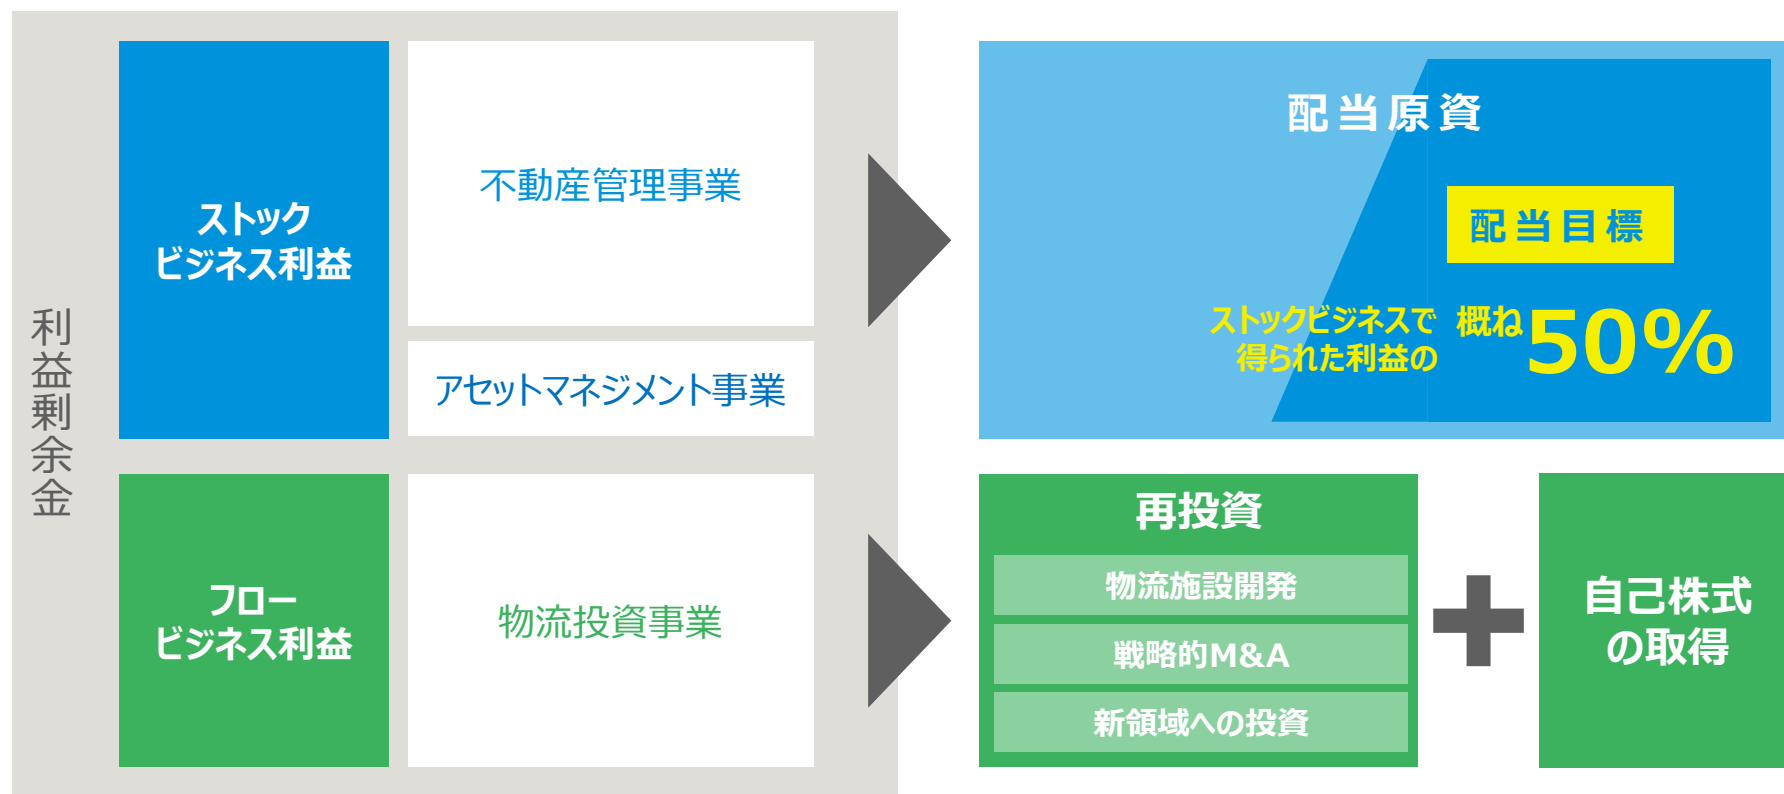 利益剰余金
ストック
ビジネス利益
不動産管理事業
アセットマネジメント事業
配当原資
配当目標
ストックビジネスで
得られた利益の
概ね50%
フロー
ビジネス利益
物流投資事業
再投資
物流施設開発
戦略的M&A
新領域への投資
自己株式
の取得